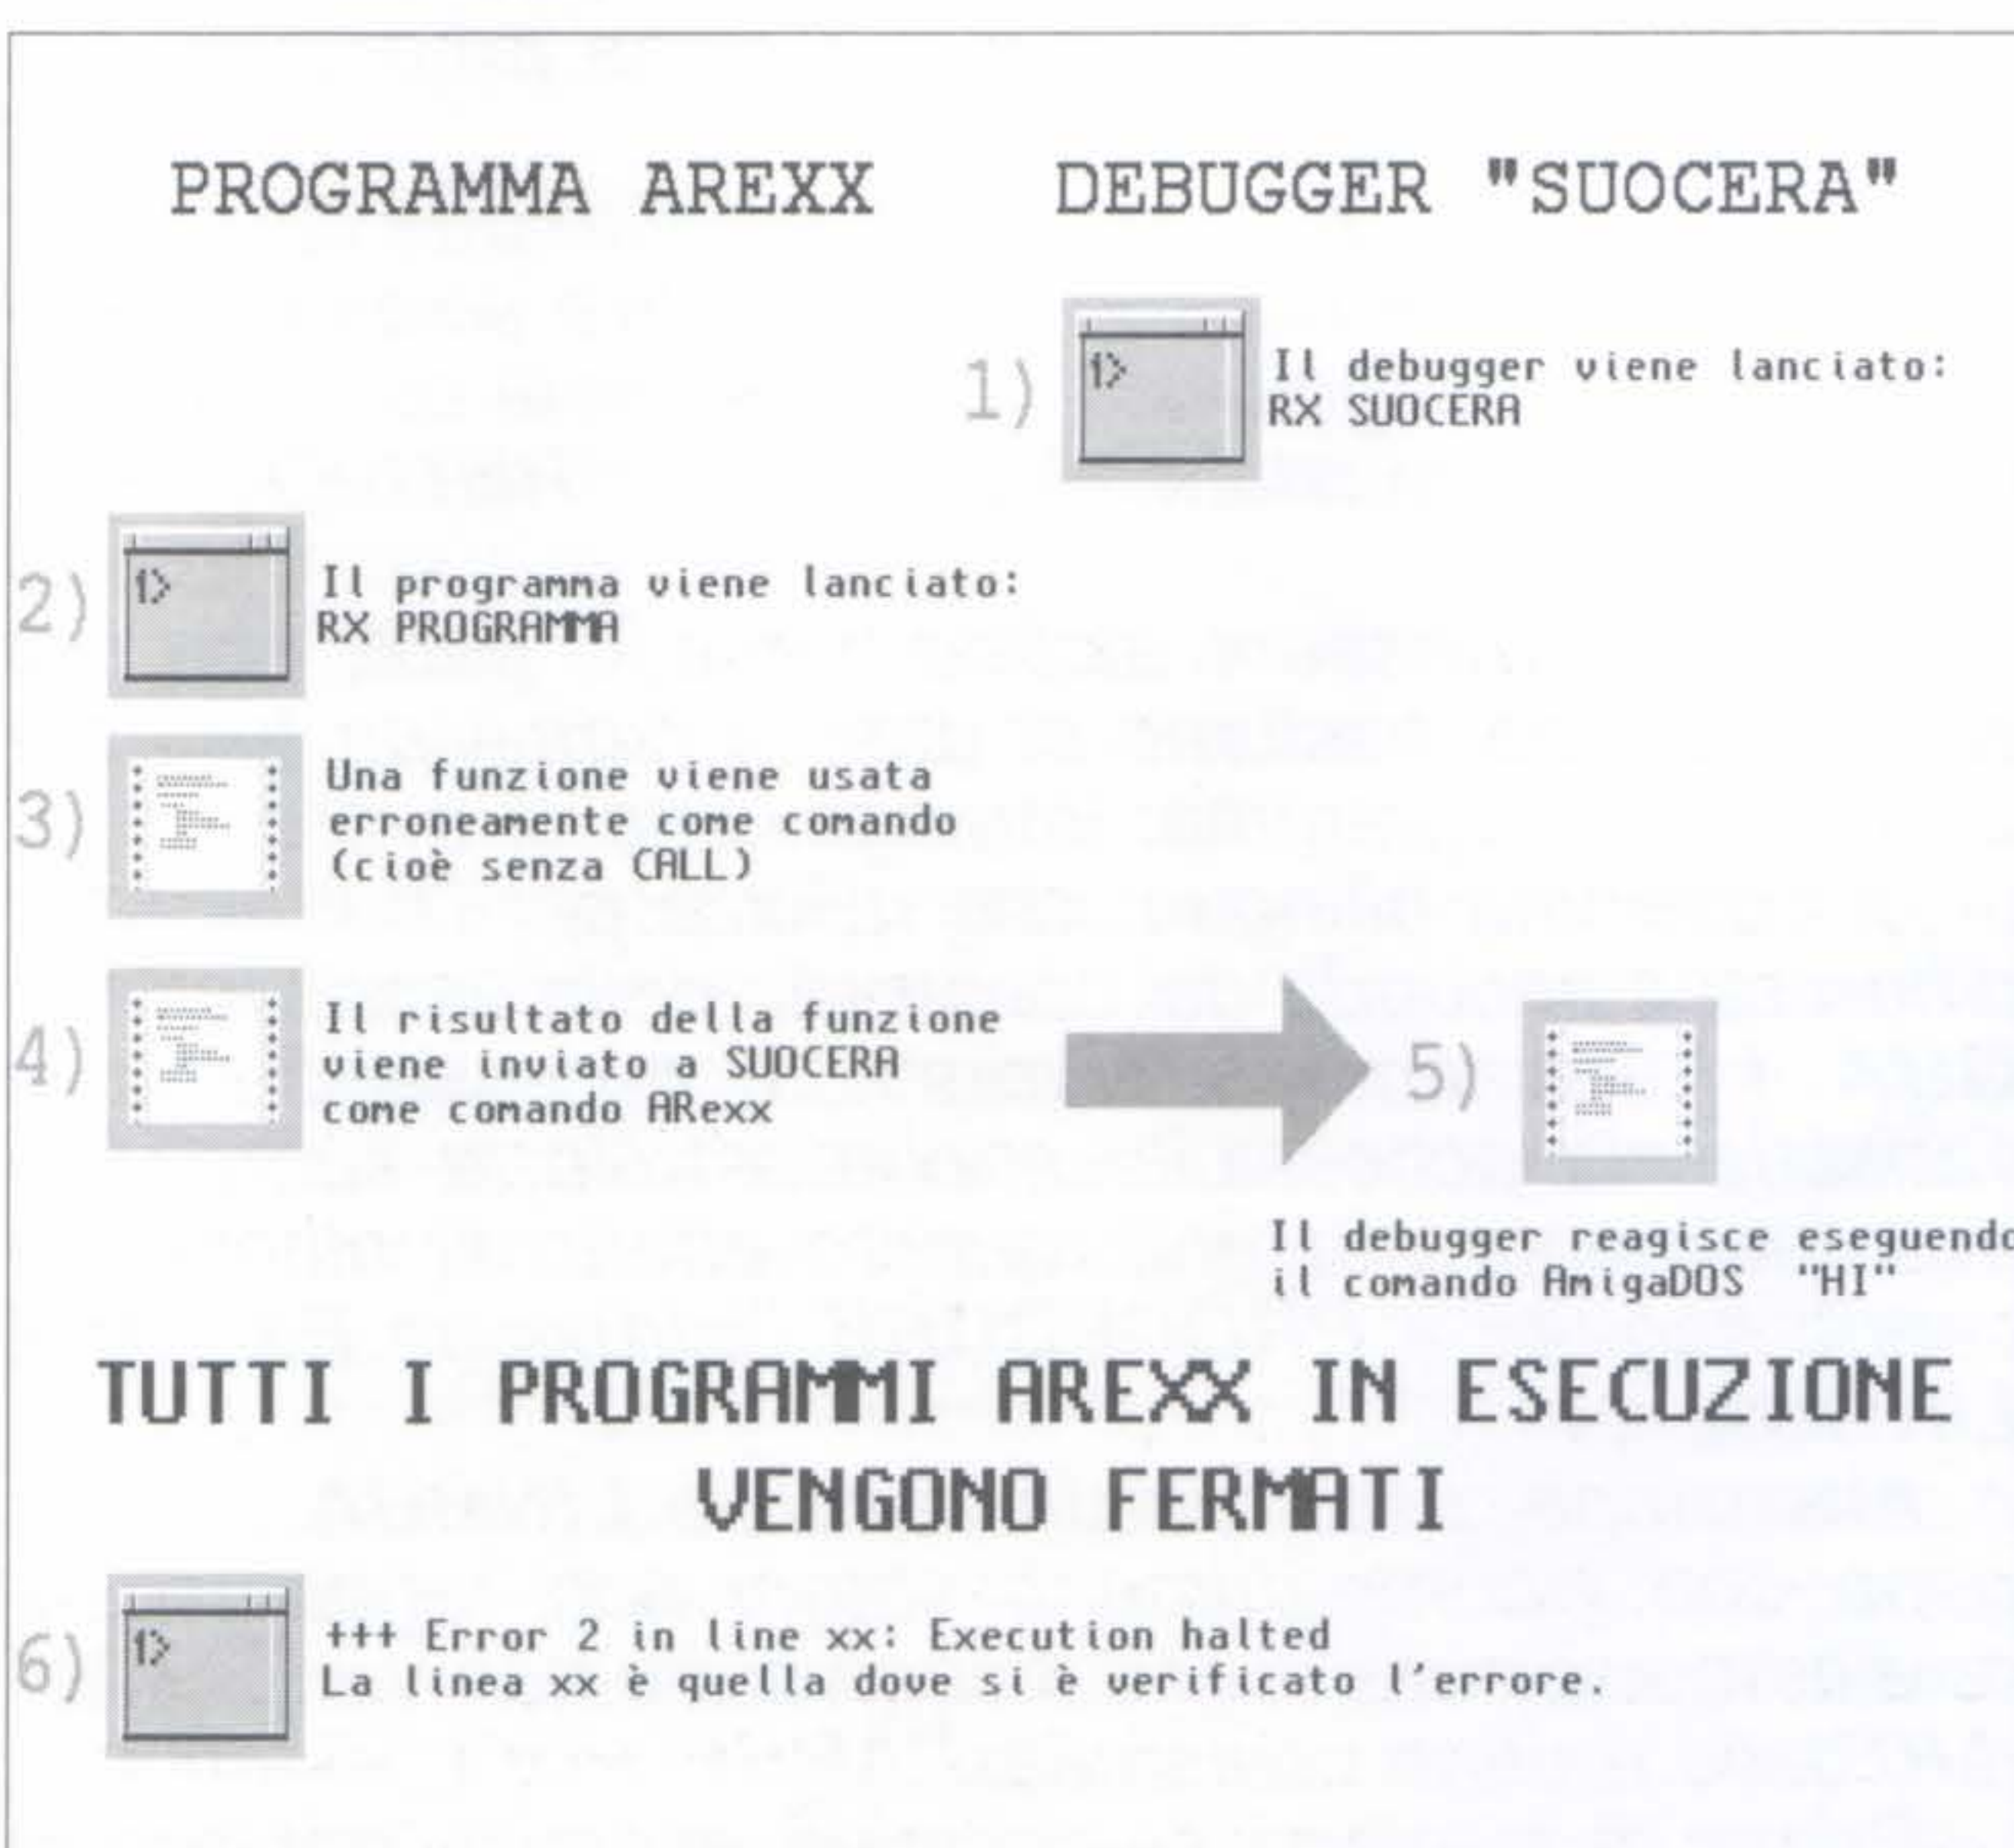 PROGRAMMA AREXX
DEBUGGER "SUOCERA"
1)
1>
Il debugger viene lanciato:
RX SUOCERA
2)
1>
Il programma viene lanciato:
RX PROGRAMMA
3)
Una funzione viene usata
erroneamente come comando
(cioè senza CALL)
4)
Il risultato della funzione
viene inviato a SUOCERA
come comando ARexx
5)
Il debugger reagisce eseguendo
il comando AmigaDOS "HI"
TUTTI I PROGRAMMI AREXX IN ESECUZIONE
VENGONO FERMATI
6)
1>
+++ Error 2 in line xx: Execution halted
La linea xx è quella dove si è verificato l'errore.